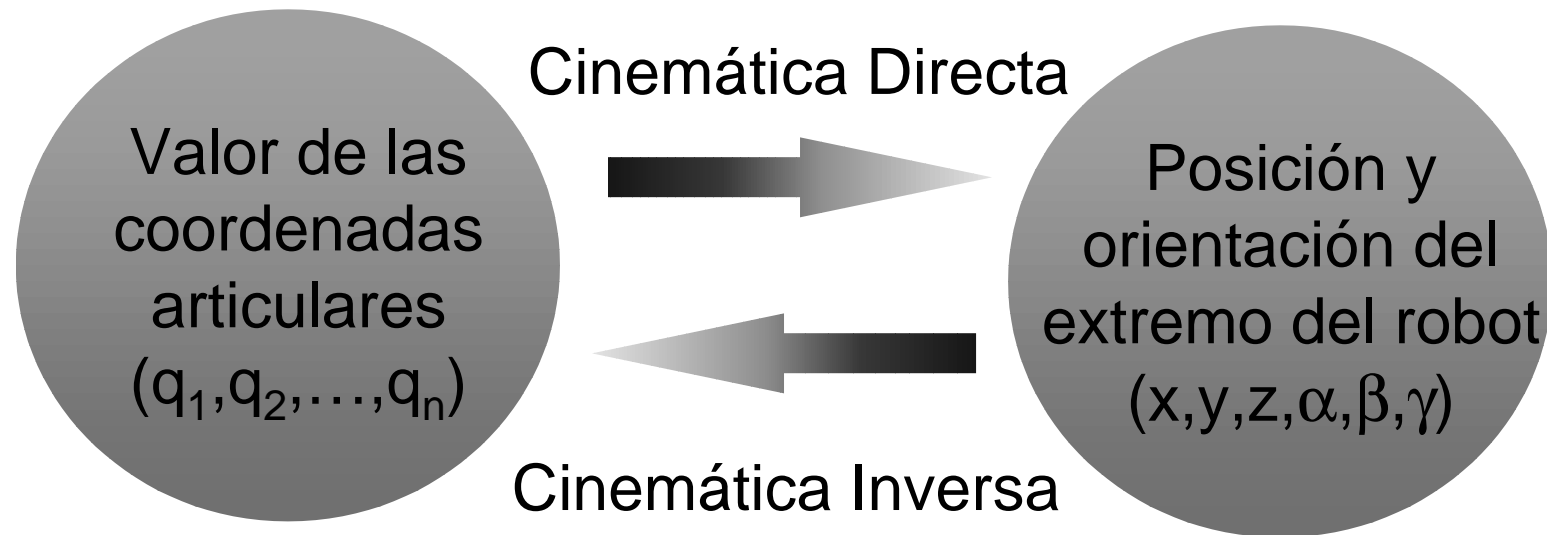 Cinemática Directa
Valor de las
coordenadas
articulares
(q₁,q₂,…,qₙ)
Posición y
orientación del
extremo del robot
(x,y,z,α,β,γ)
Cinemática Inversa